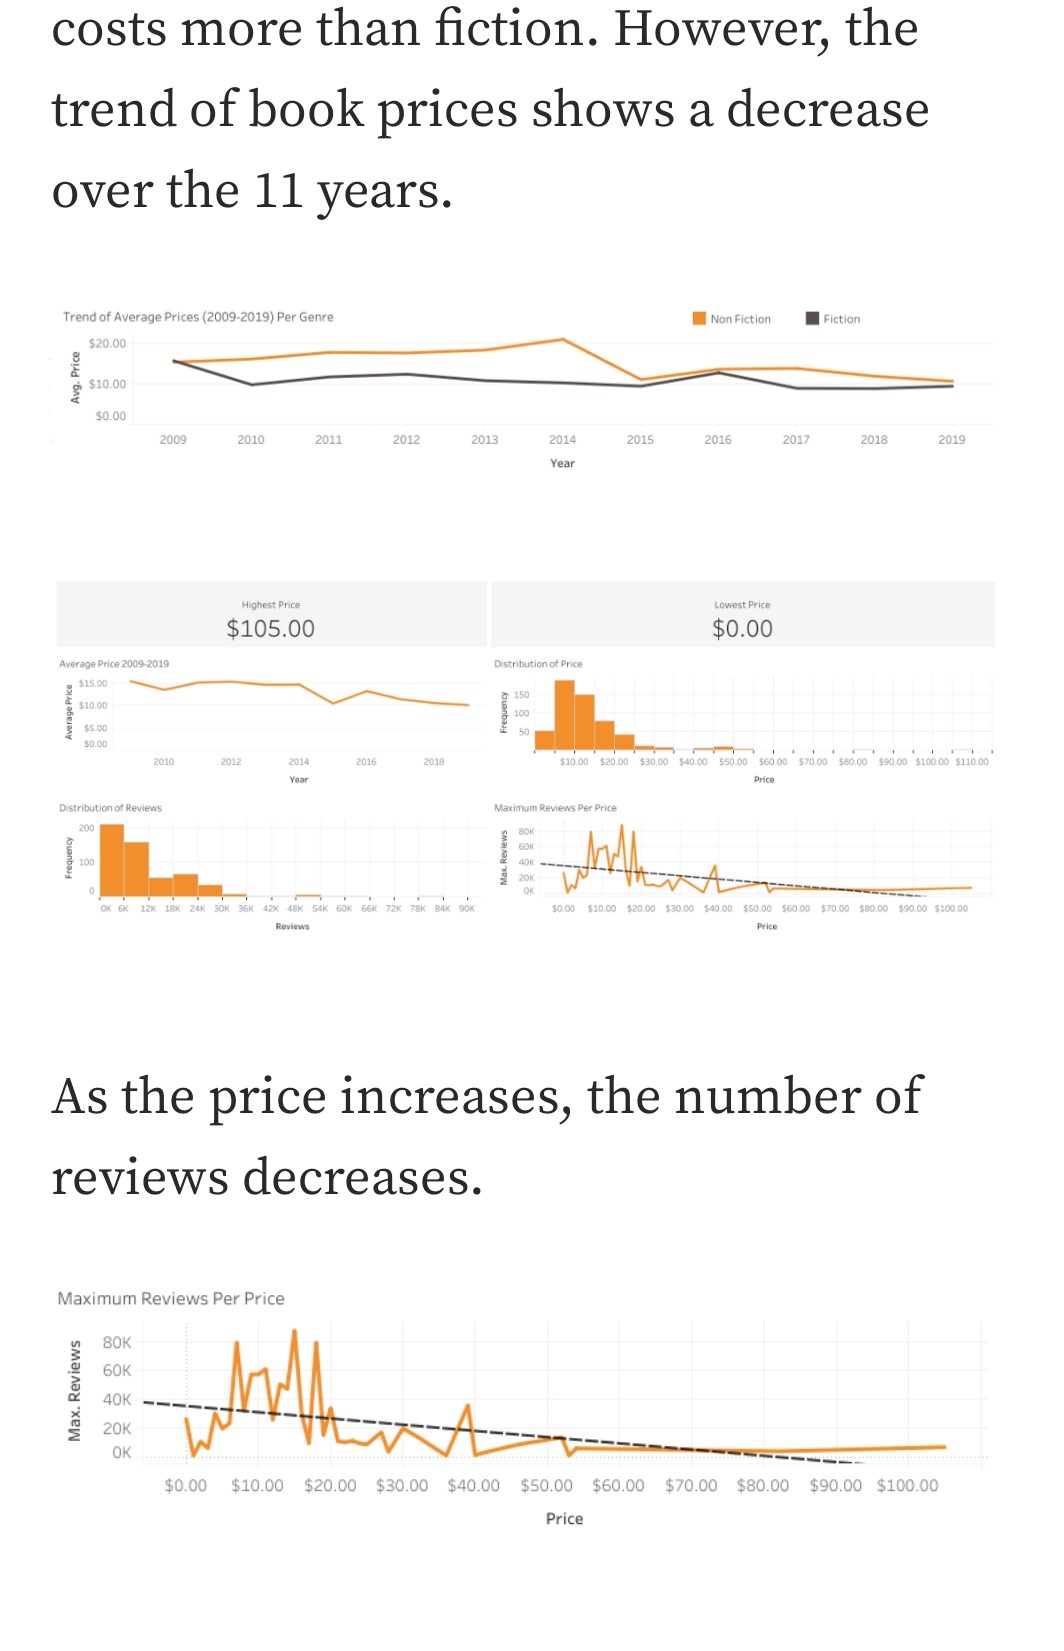 costs more than fiction. However, the
trend of book prices shows a decrease
over the 11 years.
Trend of Average Prices (2009-2019) Per Genre
Non Fiction
Fiction
Avg. Price
$20.00
$10.00
$0.00
2009 2010 2011 2012 2013 2014 2015 2016 2017 2018 2019
Year
Highest Price
$105.00
Lowest Price
$0.00
Average Price 2009-2019
Average Price
$15.00
$10.00
$5.00
$0.00
2010 2012 2014 2016 2018
Year
Distribution of Price
Frequency
150
100
50
$10.00 $20.00 $30.00 $40.00 $50.00 $60.00 $70.00 $80.00 $90.00 $100.00 $110.00
Price
Distribution of Reviews
Frequency
200
100
0
0K 6K 12K 18K 24K 30K 36K 42K 48K 54K 60K 66K 72K 78K 84K 90K
Reviews
Maximum Reviews Per Price
Max. Reviews
80K
60K
40K
20K
0K
$0.00 $10.00 $20.00 $30.00 $40.00 $50.00 $60.00 $70.00 $80.00 $90.00 $100.00
Price
As the price increases, the number of
reviews decreases.
Maximum Reviews Per Price
Max. Reviews
80K
60K
40K
20K
0K
$0.00 $10.00 $20.00 $30.00 $40.00 $50.00 $60.00 $70.00 $80.00 $90.00 $100.00
Price